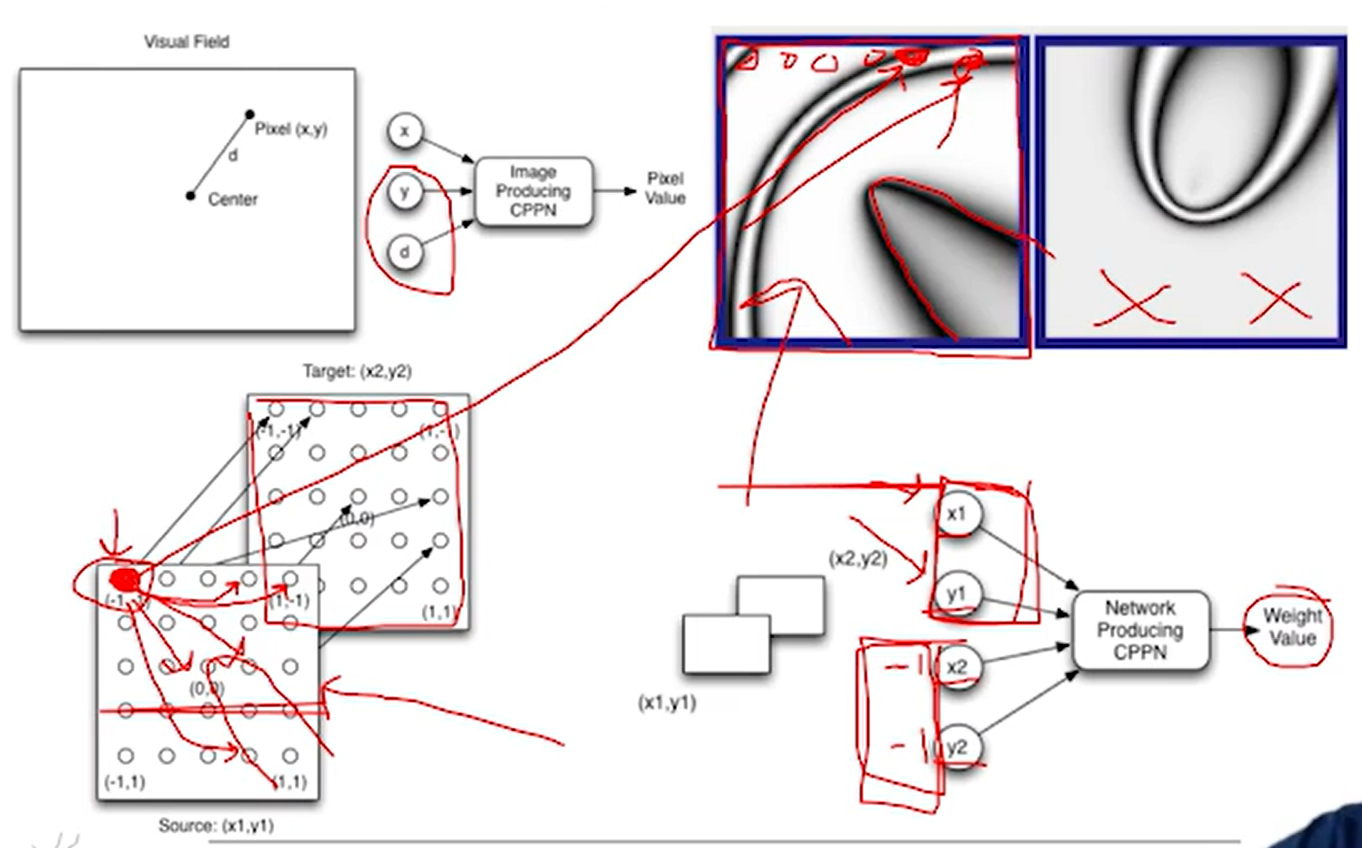 Visual Field
Pixel (x,y)
d
Center
x
y
d
Image
Producing
CPPN
Pixel
Value
Target: (x2,y2)
(-1,-1)
(1,-1)
(0,0)
(1,1)
(-1,-1)
(1,-1)
(0,0)
(-1,1)
(1,1)
Source: (x1,y1)
(x2,y2)
(x1,y1)
x1
y1
-1 x2
-1 y2
Network
Producing
CPPN
Weight
Value